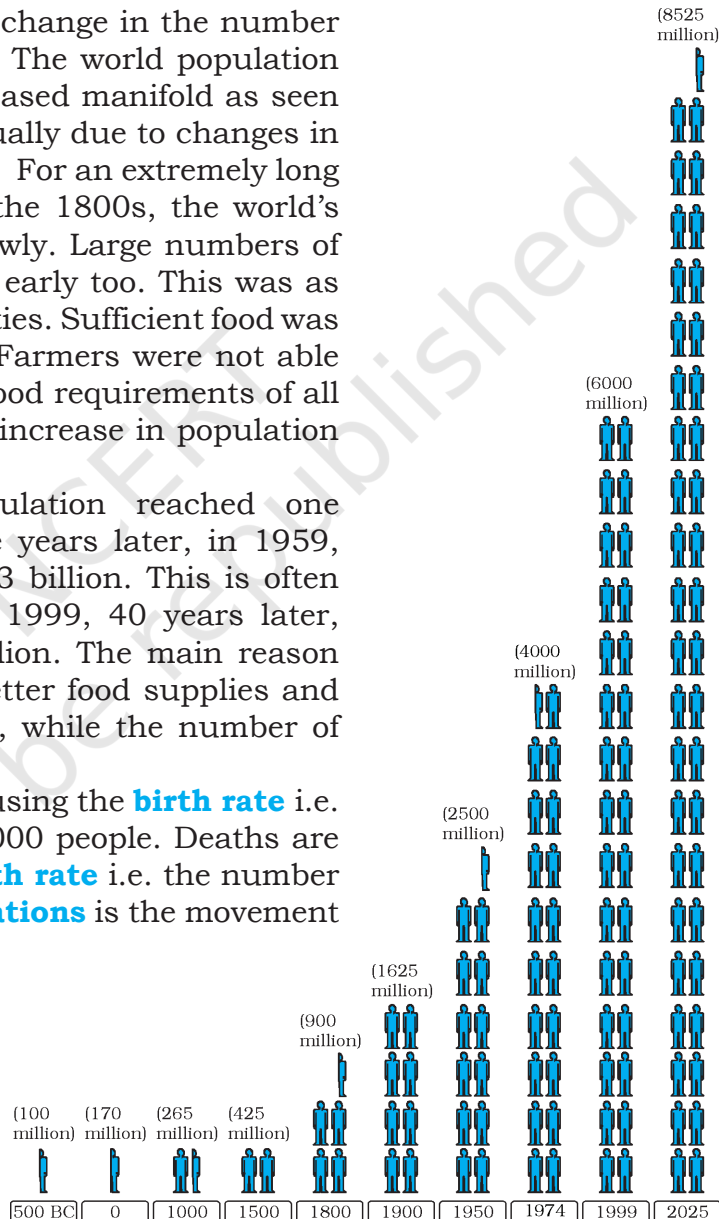 change in the number
The world population
ased manifold as seen
ually due to changes in
For an extremely long
the 1800s, the world’s
wly. Large numbers of
early too. This was as
ties. Sufficient food was
Farmers were not able
ood requirements of all
increase in population
pulation reached one
e years later, in 1959,
3 billion. This is often
1999, 40 years later,
lion. The main reason
etter food supplies and
, while the number of
using the birth rate i.e.
000 people. Deaths are
th rate i.e. the number
ations is the movement
(100
million)
(170
million)
(265
million)
(425
million)
(900
million)
(1625
million)
(2500
million)
(4000
million)
(6000
million)
(8525
million)
500 BC 0 1000 1500 1800 1900 1950 1974 1999 2025
NCERT
be republished